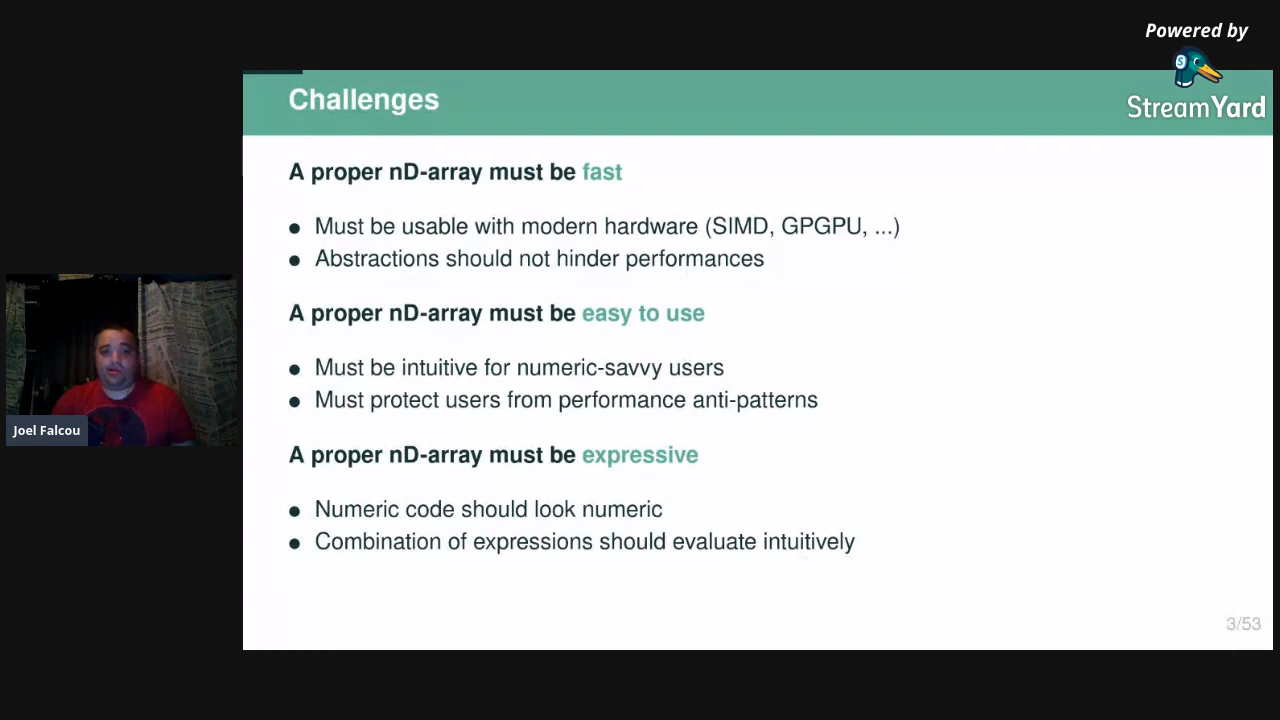 Powered by
StreamYard
Challenges
A proper nD-array must be fast
● Must be usable with modern hardware (SIMD, GPGPU, ...)
● Abstractions should not hinder performances
A proper nD-array must be easy to use
● Must be intuitive for numeric-savvy users
● Must protect users from performance anti-patterns
A proper nD-array must be expressive
● Numeric code should look numeric
● Combination of expressions should evaluate intuitively
3/53
Joel Falcou